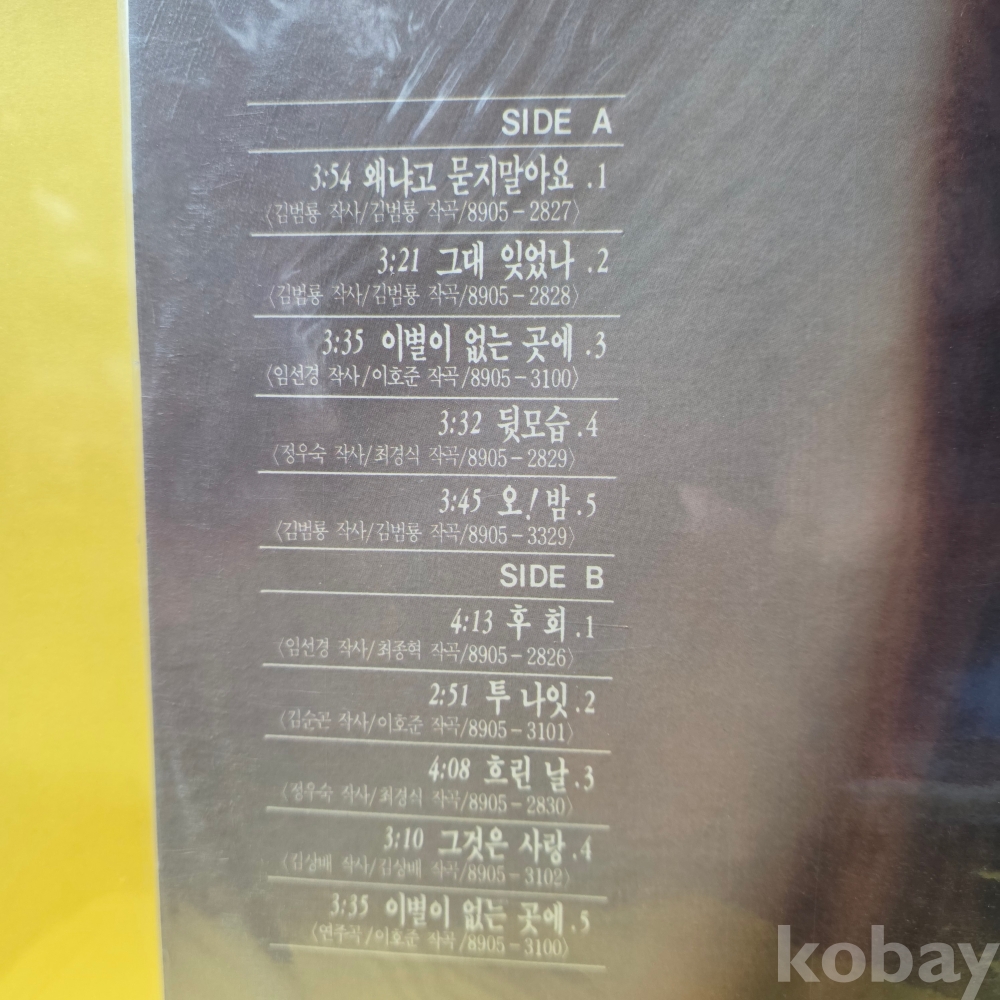 SIDE A
3:54 왜냐고 묻지말아요 .1
〈김범룡 작사/김범룡 작곡/8905-2827〉
3:21 그대 잊었나 .2
〈김범룡 작사/김범룡 작곡/8905-2828〉
3:35 이별이 없는 곳에 .3
〈임선경 작사/이호준 작곡/8905-3100〉
3:32 뒷모습 .4
〈정우숙 작사/최경식 작곡/8905-2829〉
3:45 오! 밤 .5
〈김범룡 작사/김범룡 작곡/8905-3329〉
SIDE B
4:13 후 회 .1
〈임선경 작사/최종혁 작곡/8905-2826〉
2:51 투 나잇 .2
〈김순곤 작사/이호준 작곡/8905-3101〉
4:08 흐린 날 .3
〈정우숙 작사/최경식 작곡/8905-2830〉
3:10 그것은 사랑 .4
〈김상배 작사/김상배 작곡/8905-3102〉
3:35 이별이 없는 곳에 .5
〈연주곡/이호준 작곡/8905-3100〉
kobay